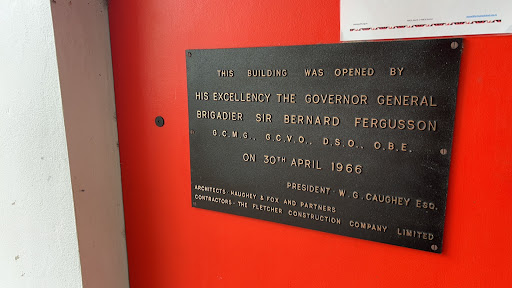 THIS BUILDING WAS OPENED BY
HIS EXCELLENCY THE GOVERNOR GENERAL
BRIGADIER SIR BERNARD FERGUSSON
G.C.M.G., G.C.V.O., D.S.O., O.B.E.
ON 30TH APRIL 1966
PRESIDENT - W. G. CAUGHEY ESQ.
ARCHITECTS - HAUGHEY & FOX AND PARTNERS
CONTRACTORS - THE FLETCHER CONSTRUCTION COMPANY LIMITED